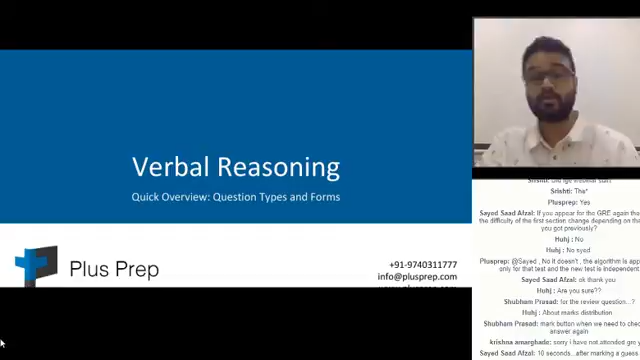 Verbal Reasoning
Quick Overview: Question Types and Forms
Plus Prep
+91-9740311777
info@plusprep.com
Srishti: Tha*
Plusprep: Yes
Sayed Saad Afzal: If you appear for the GRE again the
the difficulty of the first section change depending on tha
you got previously?
Huhj : No
Huhj : No syed
Plusprep: @Sayed , No it doesn't , the algorithm is app
only for that test and the new test is independen
Sayed Saad Afzal: ok thank you
Huhj : Are you sure??
Shubham Prasad: for the review question...?
Huhj : About marks distribution
Shubham Prasad: mark button when we need to chec
answer again
krishna amarghade: sorry i have not attended gre y
Sayed Saad Afzal: 10 seconds...after marking a gues